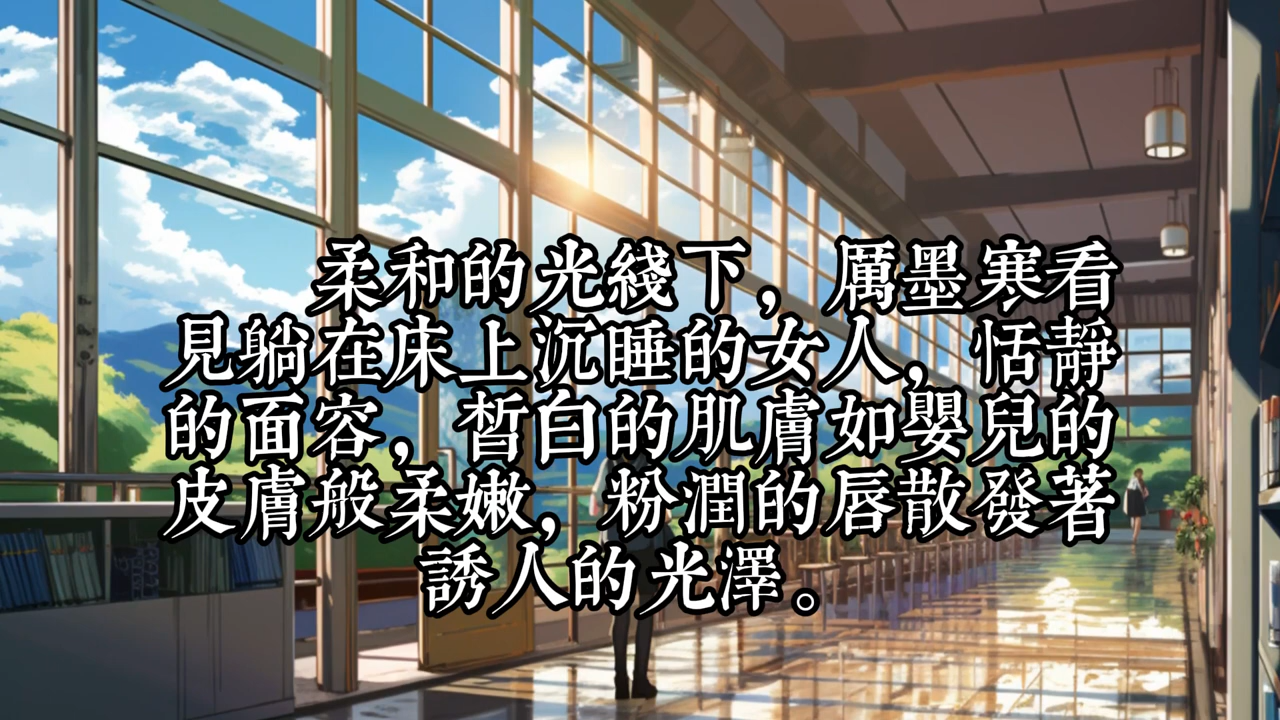 柔和的光綫下，厲墨寒看
見躺在床上沉睡的女人，恬靜
的面容，皙白的肌膚如嬰兒的
皮膚般柔嫩，粉潤的唇散發著
誘人的光澤。